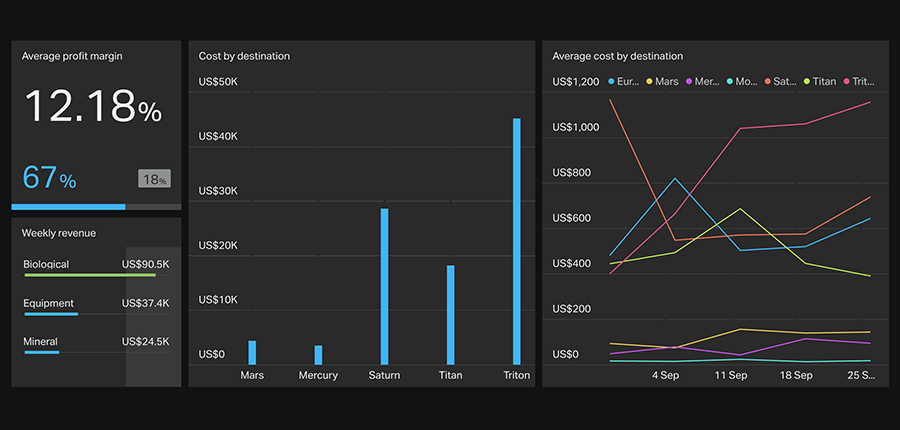 Average profit margin
12.18%
67%
18%
Weekly revenue
Biological US$90.5K
Equipment US$37.4K
Mineral US$24.5K
Cost by destination
US$50K
US$40K
US$30K
US$20K
US$10K
US$0
Mars Mercury Saturn Titan Triton
Average cost by destination
US$1,200
Eur... Mars Mer... Mo... Sat... Titan Trit...
US$1,000
US$800
US$600
US$400
US$200
US$0
4 Sep 11 Sep 18 Sep 25 S...